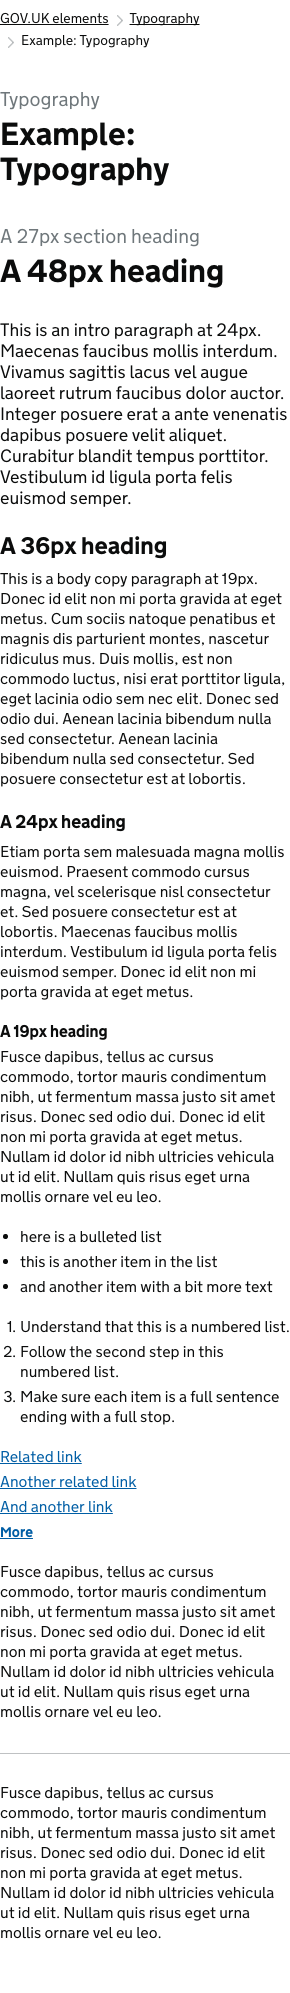 GOV.UK elements
Typography
Example: Typography
Typography
Example:
Typography
A 27px section heading
A 48px heading
This is an intro paragraph at 24px.
Maecenas faucibus mollis interdum.
Vivamus sagittis lacus vel augue
laoreet rutrum faucibus dolor auctor.
Integer posuere erat a ante venenatis
dapibus posuere velit aliquet.
Curabitur blandit tempus porttitor.
Vestibulum id ligula porta felis
euismod semper.
A 36px heading
This is a body copy paragraph at 19px.
Donec id elit non mi porta gravida at eget
metus. Cum sociis natoque penatibus et
magnis dis parturient montes, nascetur
ridiculus mus. Duis mollis, est non
commodo luctus, nisi erat porttitor ligula,
eget lacinia odio sem nec elit. Donec sed
odio dui. Aenean lacinia bibendum nulla
sed consectetur. Aenean lacinia
bibendum nulla sed consectetur. Sed
posuere consectetur est at lobortis.
A 24px heading
Etiam porta sem malesuada magna mollis
euismod. Praesent commodo cursus
magna, vel scelerisque nisl consectetur
et. Sed posuere consectetur est at
lobortis. Maecenas faucibus mollis
interdum. Vestibulum id ligula porta felis
euismod semper. Donec id elit non mi
porta gravida at eget metus.
A 19px heading
Fusce dapibus, tellus ac cursus
commodo, tortor mauris condimentum
nibh, ut fermentum massa justo sit amet
risus. Donec sed odio dui. Donec id elit
non mi porta gravida at eget metus.
Nullam id dolor id nibh ultricies vehicula
ut id elit. Nullam quis risus eget urna
mollis ornare vel eu leo.
• here is a bulleted list
• this is another item in the list
• and another item with a bit more text
1. Understand that this is a numbered list.
2. Follow the second step in this
numbered list.
3. Make sure each item is a full sentence
ending with a full stop.
Related link
Another related link
And another link
More
Fusce dapibus, tellus ac cursus
commodo, tortor mauris condimentum
nibh, ut fermentum massa justo sit amet
risus. Donec sed odio dui. Donec id elit
non mi porta gravida at eget metus.
Nullam id dolor id nibh ultricies vehicula
ut id elit. Nullam quis risus eget urna
mollis ornare vel eu leo.
Fusce dapibus, tellus ac cursus
commodo, tortor mauris condimentum
nibh, ut fermentum massa justo sit amet
risus. Donec sed odio dui. Donec id elit
non mi porta gravida at eget metus.
Nullam id dolor id nibh ultricies vehicula
ut id elit. Nullam quis risus eget urna
mollis ornare vel eu leo.